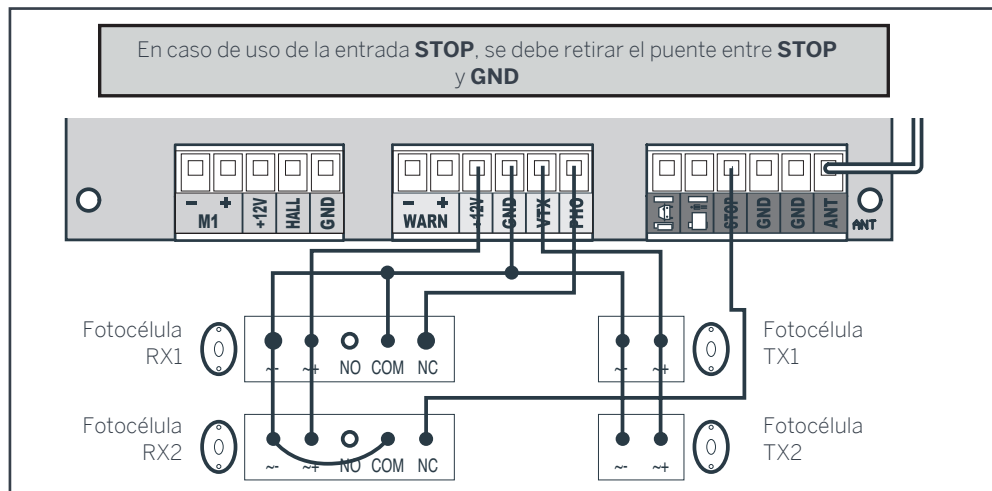 En caso de uso de la entrada STOP, se debe retirar el puente entre STOP
y GND
- + M1 +12V HALL GND
- + WARN +12V GND VTX PHO
STOP GND GND ANT
ANT
Fotocélula
RX1
~- ~+ NO COM NC
Fotocélula
TX1
~- ~+
Fotocélula
RX2
~- ~+ NO COM NC
Fotocélula
TX2
~- ~+